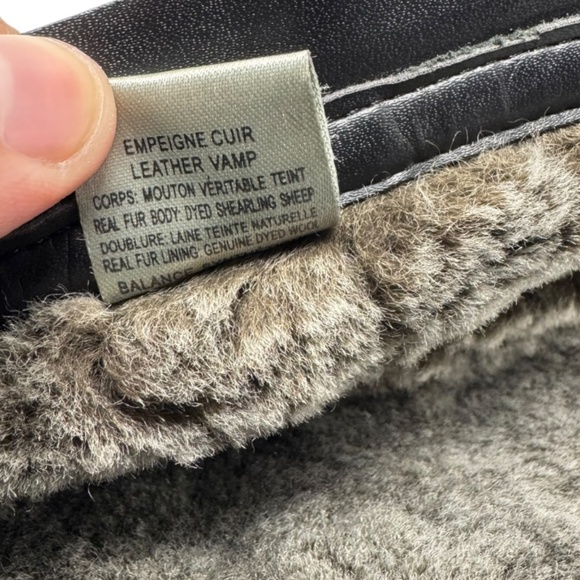 EMPEIGNE CUIR
LEATHER VAMP
CORPS: MOUTON VÉRITABLE TEINT
REAL FUR BODY: DYED SHEARLING SHEEP
DOUBLURE: LAINE TEINTE NATURELLE
REAL FUR LINING: GENUINE DYED WOOL
BALANCE